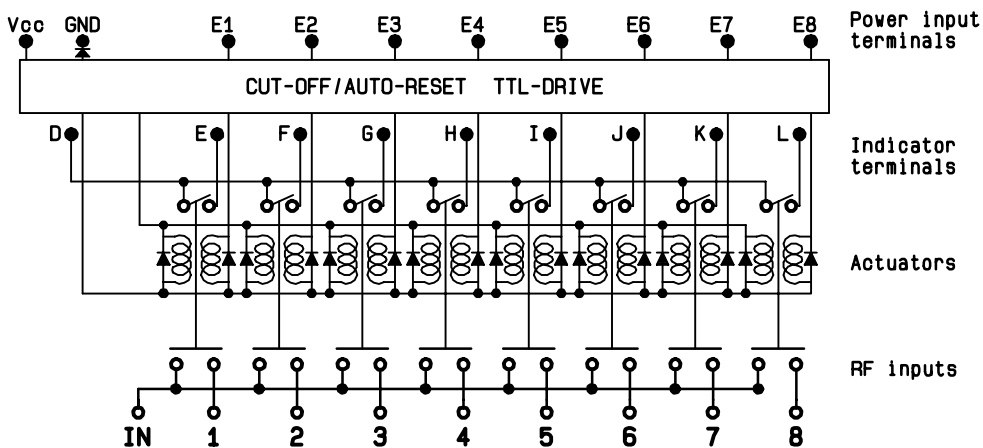 Vcc GND E1 E2 E3 E4 E5 E6 E7 E8 Power input
terminals
CUT-OFF/AUTO-RESET TTL-DRIVE
D E F G H I J K L Indicator
terminals
Actuators
RF inputs
IN 1 2 3 4 5 6 7 8